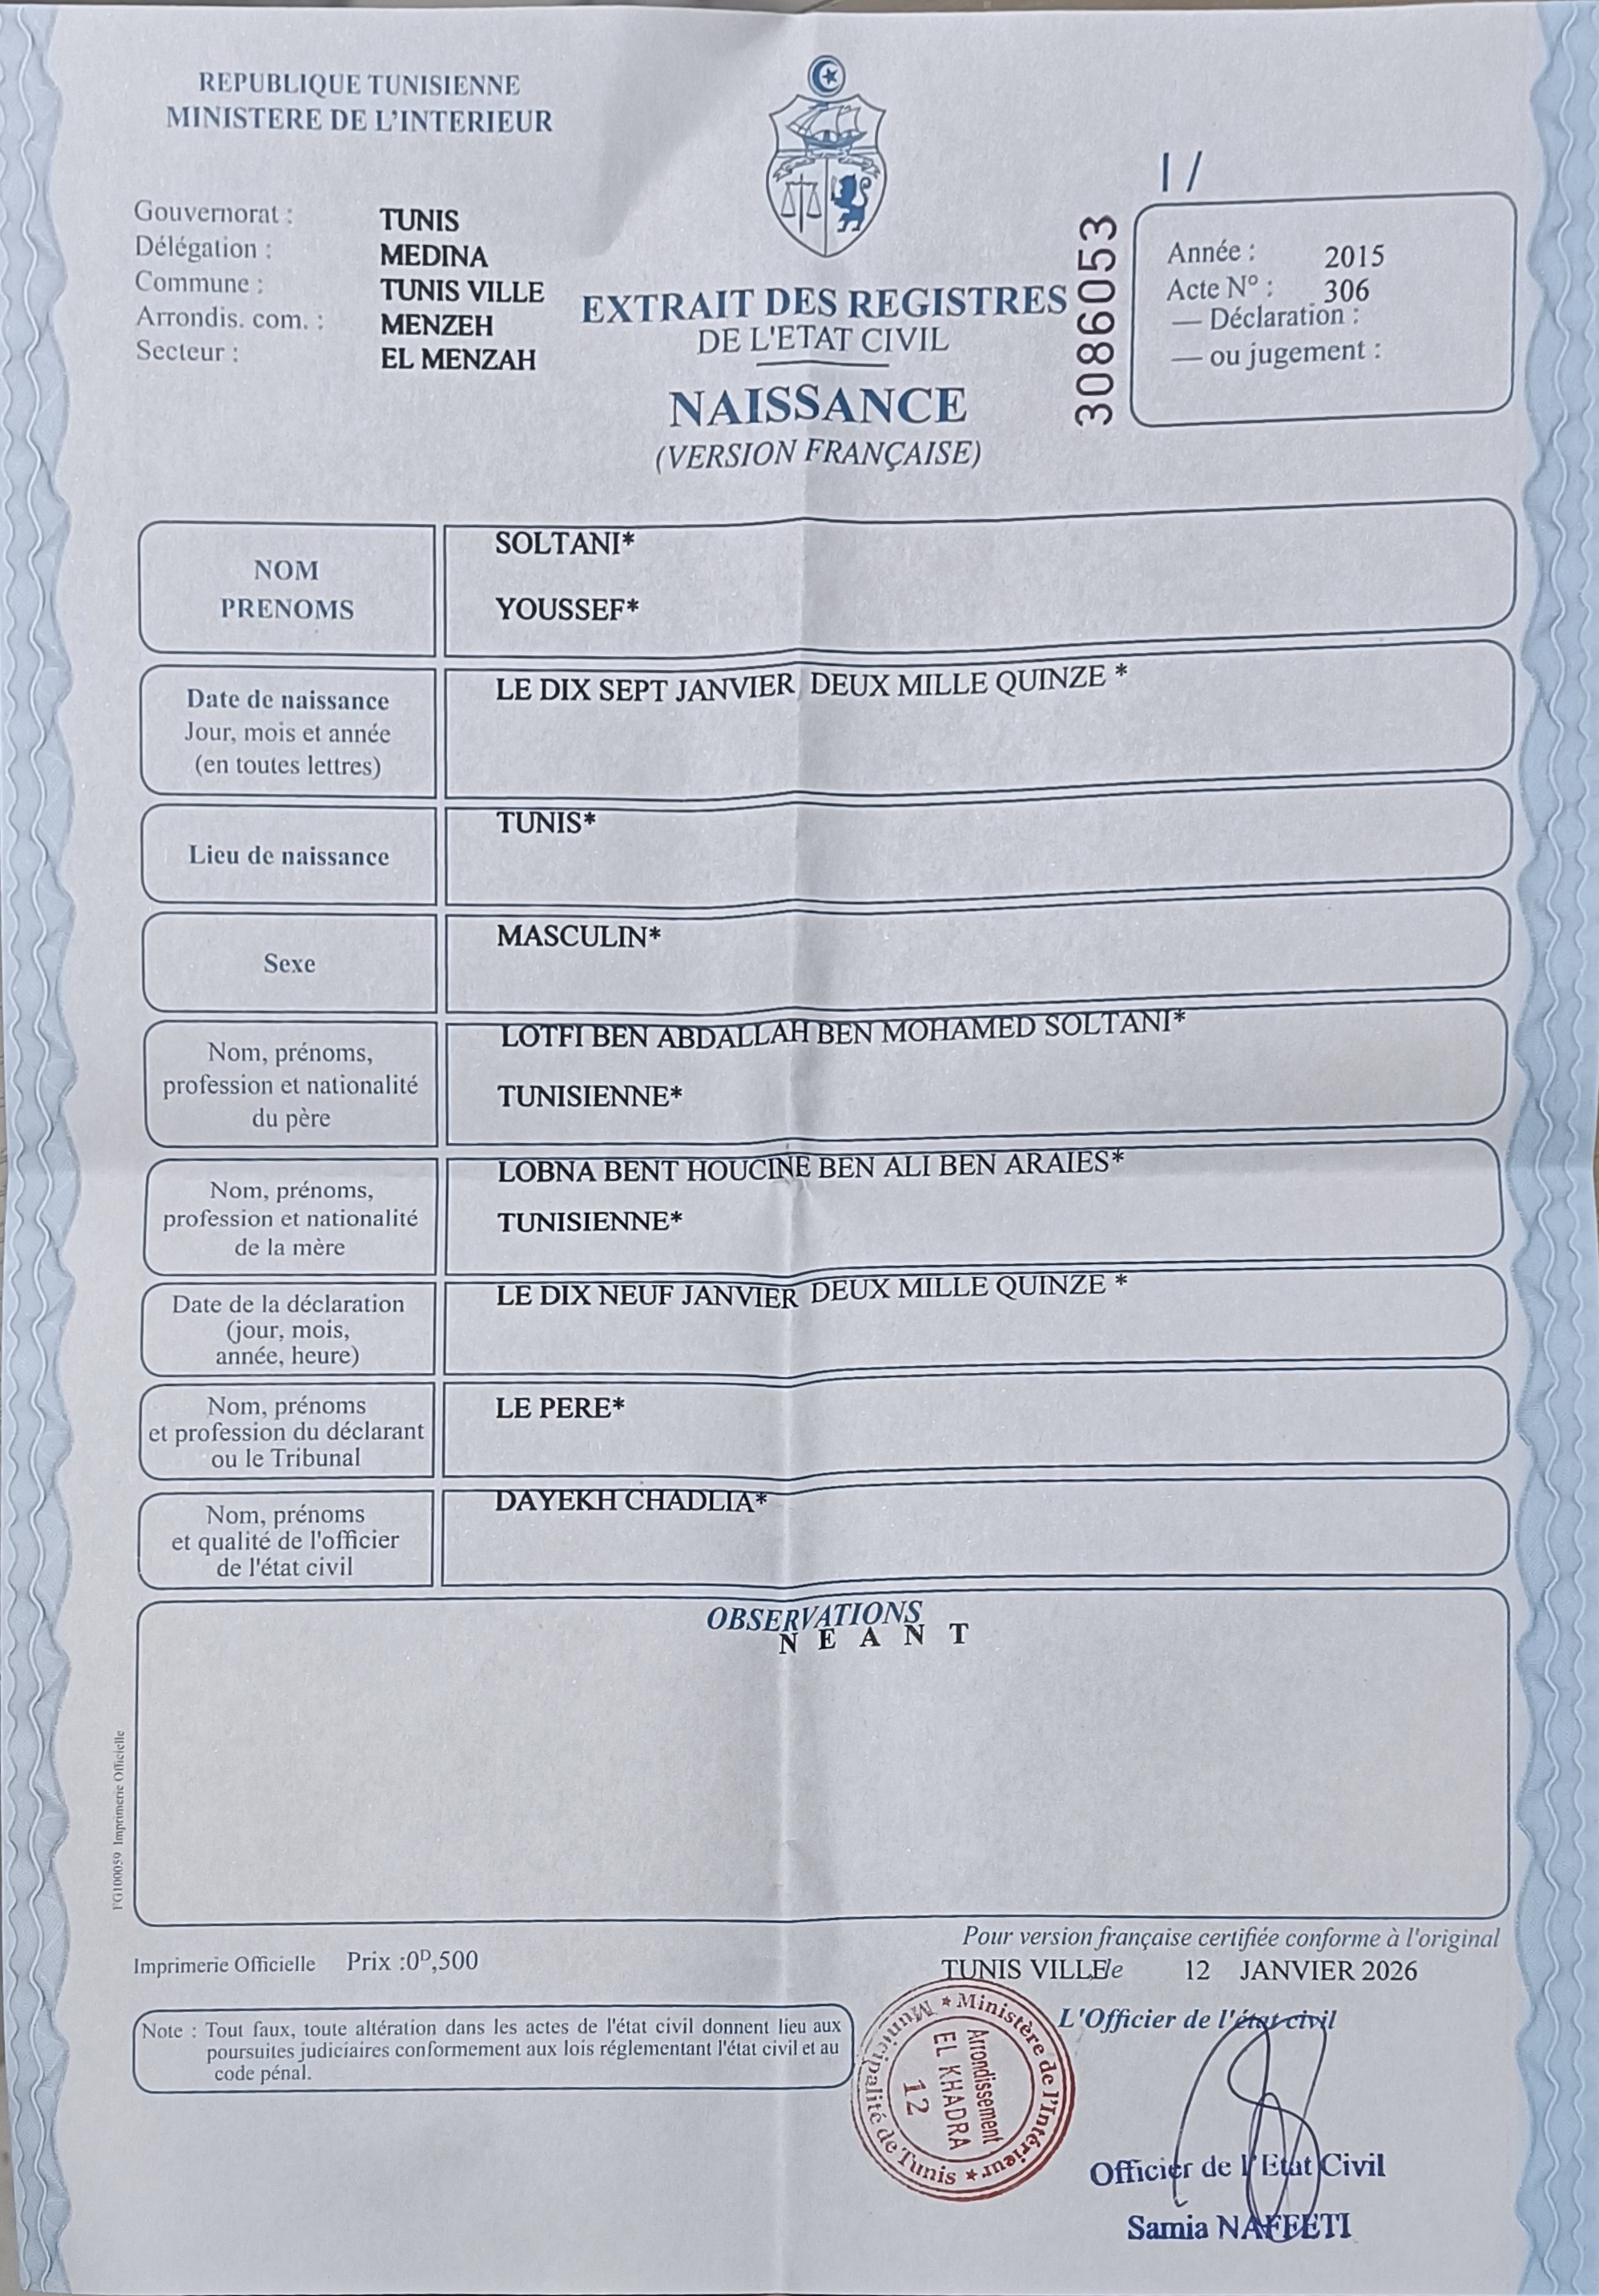 REPUBLIQUE TUNISIENNE
MINISTERE DE L'INTERIEUR
Gouvernorat : TUNIS
Délégation : MEDINA
Commune : TUNIS VILLE
Arrondis. com. : MENZEH
Secteur : EL MENZAH
EXTRAIT DES REGISTRES
DE L'ETAT CIVIL
NAISSANCE
(VERSION FRANÇAISE)
3086053
1 /
Année : 2015
Acte N° : 306
— Déclaration :
— ou jugement :
NOM
PRENOMS
SOLTANI*
YOUSSEF*
Date de naissance
Jour, mois et année
(en toutes lettres)
LE DIX SEPT JANVIER DEUX MILLE QUINZE *
Lieu de naissance
TUNIS*
Sexe
MASCULIN*
Nom, prénoms,
profession et nationalité
du père
LOTFI BEN ABDALLAH BEN MOHAMED SOLTANI*
TUNISIENNE*
Nom, prénoms,
profession et nationalité
de la mère
LOBNA BENT HOUCINE BEN ALI BEN ARAIES*
TUNISIENNE*
Date de la déclaration
(jour, mois,
année, heure)
LE DIX NEUF JANVIER DEUX MILLE QUINZE *
Nom, prénoms
et profession du déclarant
ou le Tribunal
LE PERE*
Nom, prénoms
et qualité de l'officier
de l'état civil
DAYEKH CHADLIA*
OBSERVATIONS
N E A N T
FG100059 Imprimerie Officielle
Imprimerie Officielle Prix :0D,500
Pour version française certifiée conforme à l'original
TUNIS VILLE le 12 JANVIER 2026
L'Officier de l'état civil
Note : Tout faux, toute altération dans les actes de l'état civil donnent lieu aux
poursuites judiciaires conformement aux lois réglementant l'état civil et au
code pénal.
Ministère de l'Intérieur * Municipalité de Tunis *
Arrondissement
EL KHADRA
12
Officier de l'Etat Civil
Samia NAFFETI